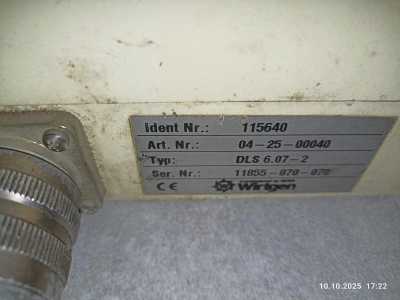 Ident Nr.: 115640
Art. Nr.: 04-25-00040
Typ: DLS 6.07-2
Ser. Nr.: 11855-070-070
CE Wirtgen
10.10.2025 17:22